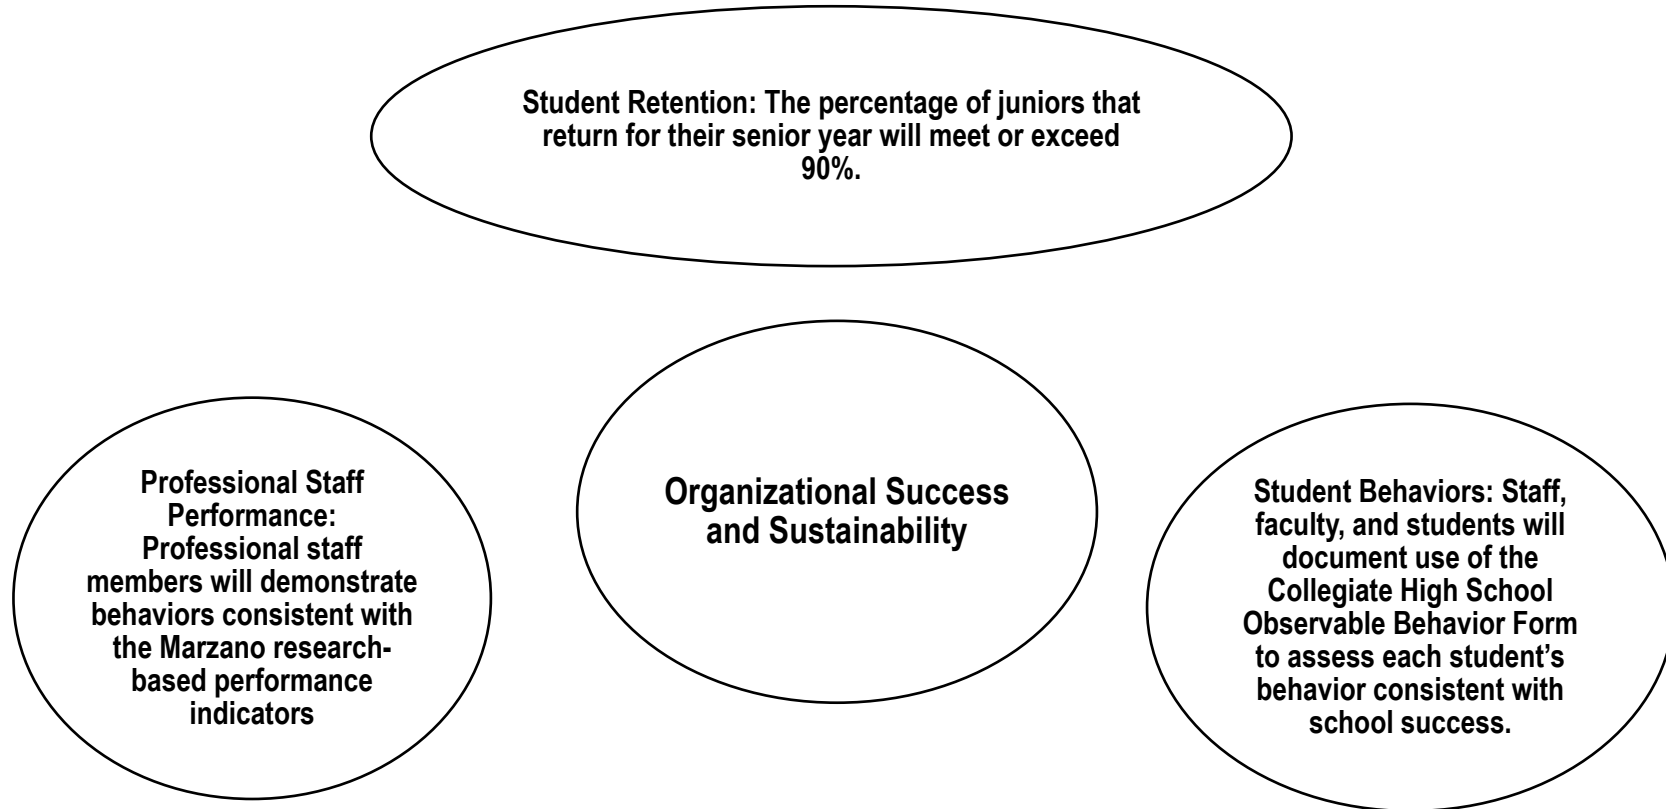 Student Retention: The percentage of juniors that
return for their senior year will meet or exceed
90%.
Professional Staff
Performance:
Professional staff
members will demonstrate
behaviors consistent with
the Marzano research-
based performance
indicators
Organizational Success
and Sustainability
Student Behaviors: Staff,
faculty, and students will
document use of the
Collegiate High School
Observable Behavior Form
to assess each student’s
behavior consistent with
school success.